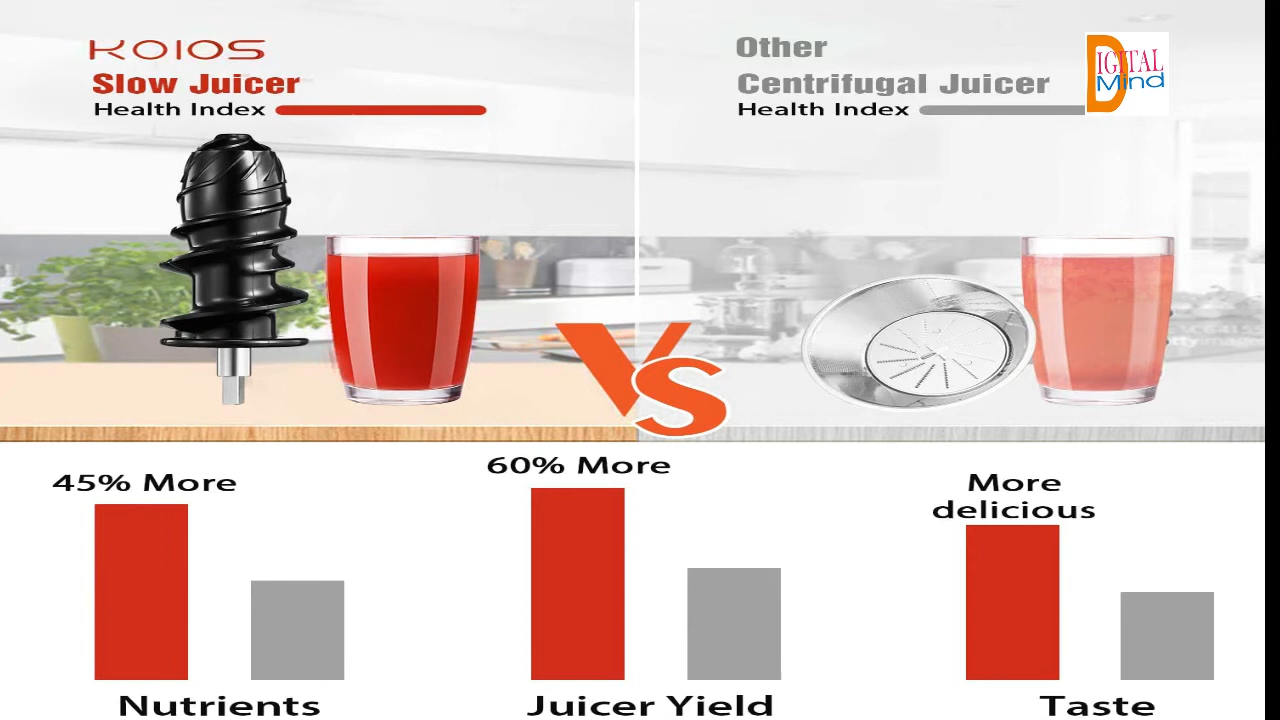 KOIOS
Slow Juicer
Health Index
Other
Centrifugal Juicer
Health Index
DIGITAL
Mind
VS
45% More
60% More
More
delicious
Nutrients
Juicer Yield
Taste